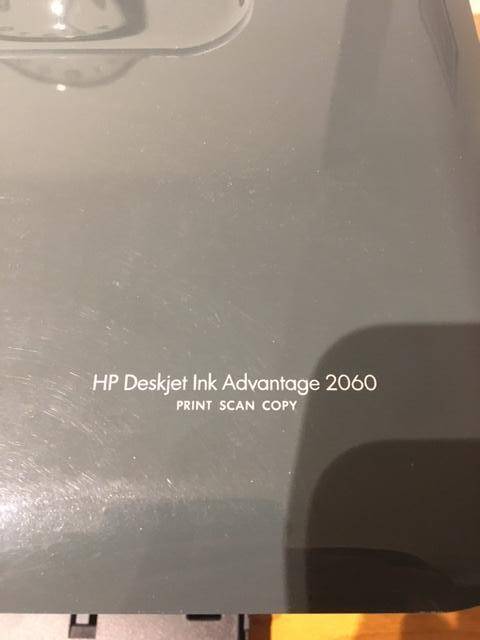 HP Deskjet Ink Advantage 2060
PRINT SCAN COPY